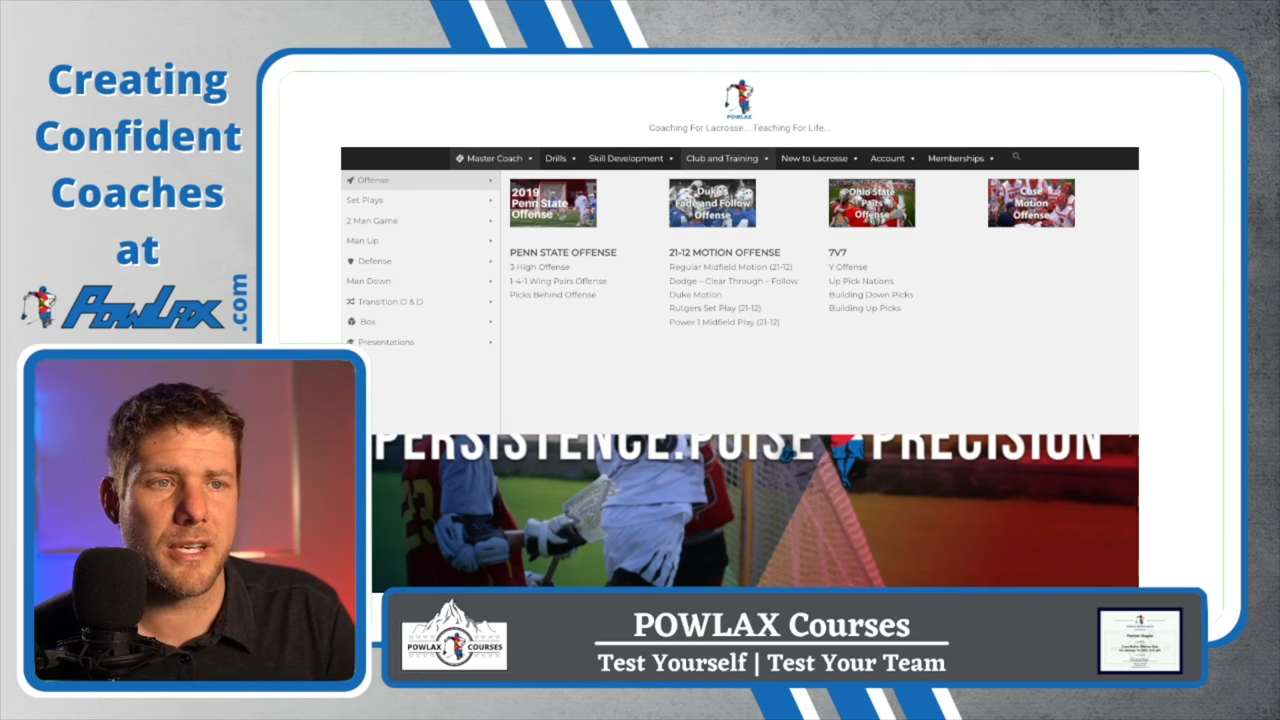 Creating
Confident
Coaches
at
POWLAX.com
POWLAX
Coaching For Lacrosse... Teaching For Life...
Master Coach Drills Skill Development Club and Training New to Lacrosse Account Memberships
Offense
Set Plays
2 Man Game
Man Up
Defense
Man Down
Transition O & D
Box
Presentations
2019
Penn State
Offense
Duke's
Fade and Follow
Offense
Ohio State
Pairs
Offense
Cuse
Motion
Offense
PENN STATE OFFENSE
3 High Offense
1-4-1 Wing Pairs Offense
Picks Behind Offense
21-12 MOTION OFFENSE
Regular Midfield Motion (21-12)
Dodge – Clear Through – Follow
Duke Motion
Rutgers Set Play (21-12)
Power 1 Midfield Play (21-12)
7V7
Y Offense
Up Pick Nations
Building Down Picks
Building Up Picks
PERSISTENCE.POISE PRECISION
POWLAX COURSES
POWLAX Courses
Test Yourself | Test Your Team